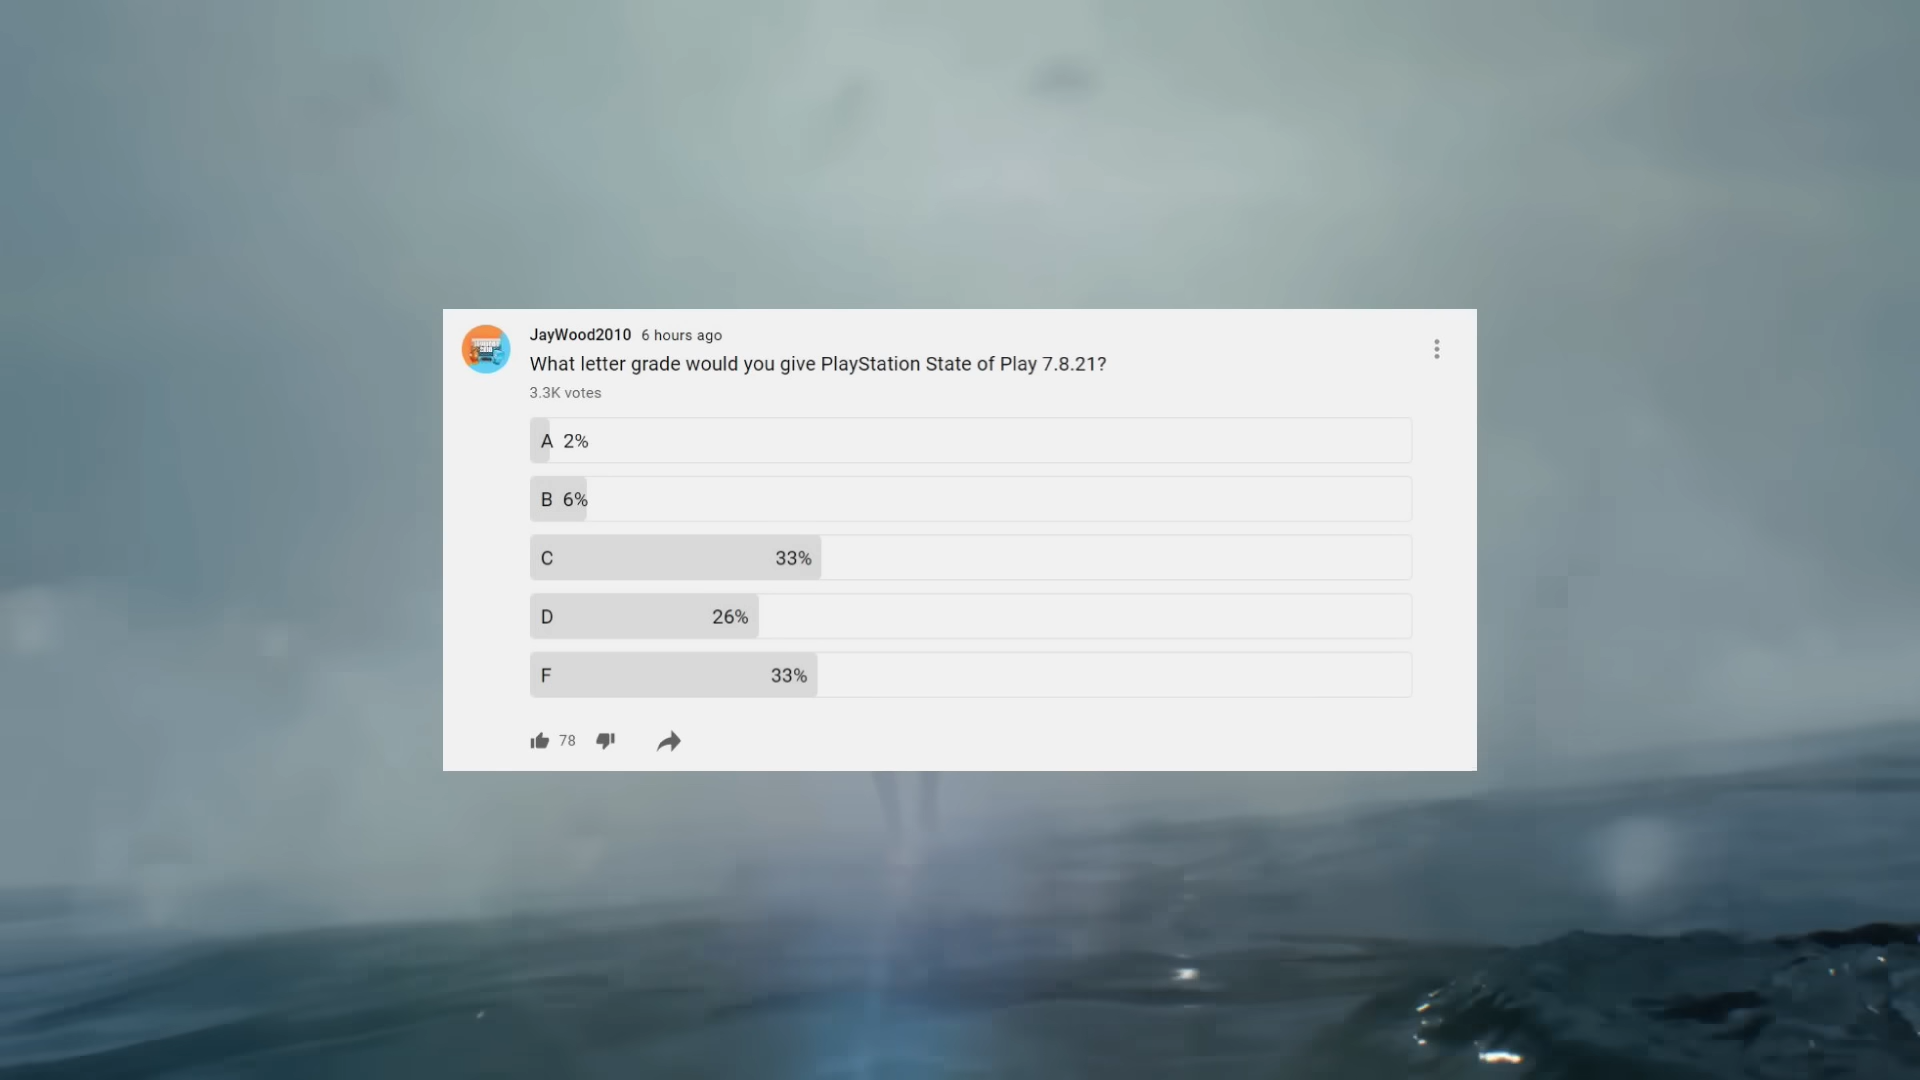 JayWood2010 6 hours ago
What letter grade would you give PlayStation State of Play 7.8.21?
3.3K votes
A 2%
B 6%
C 33%
D 26%
F 33%
78